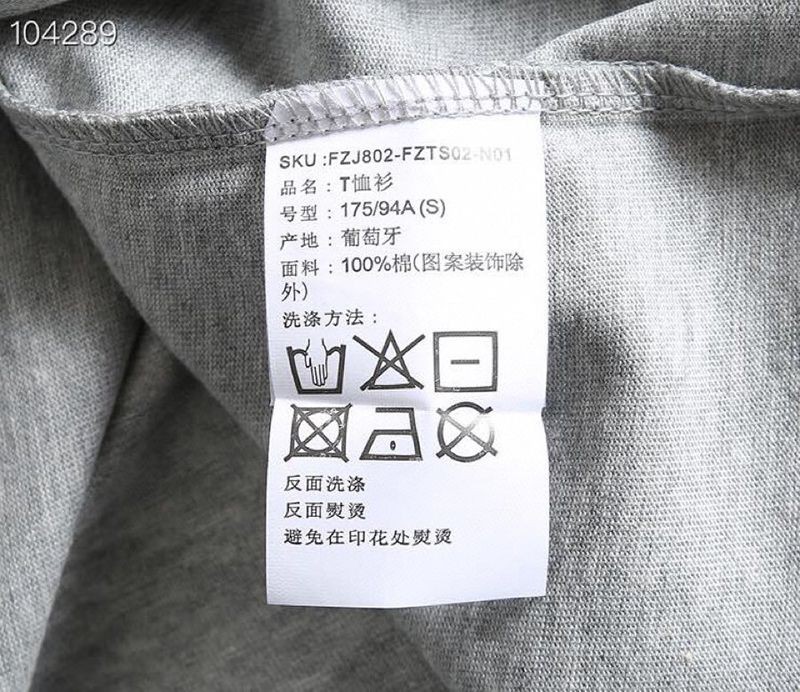 104289
SKU :FZJ802-FZTS02-N01
品名：T恤衫
号型：175/94A (S)
产地：葡萄牙
面料：100%棉(图案装饰除
外)
洗涤方法：
反面洗涤
反面熨烫
避免在印花处熨烫